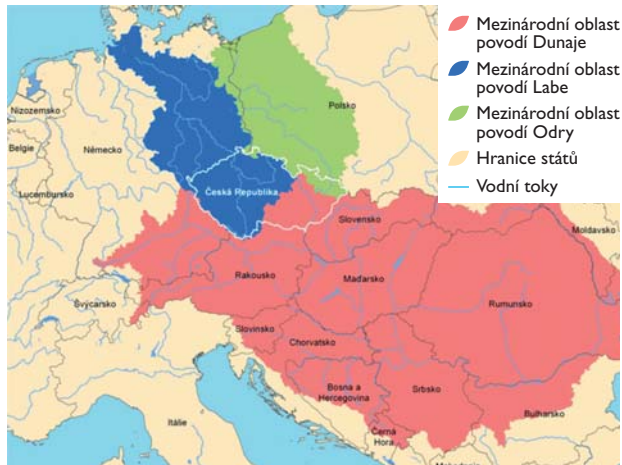 Mezinárodní oblast
povodí Dunaje
Mezinárodní oblast
povodí Labe
Mezinárodní oblast
povodí Odry
Hranice států
Vodní toky
Nizozemsko
Polsko
Belgie
Německo
Lucembursko
Česká Republika
Slovensko
Moldavsko
Rakousko
Maďarsko
Švýcarsko
Rumunsko
Slovinsko
Chorvatsko
Bosna a
Hercegovina
Srbsko
Itálie
Bulharsko
Černá
Hora